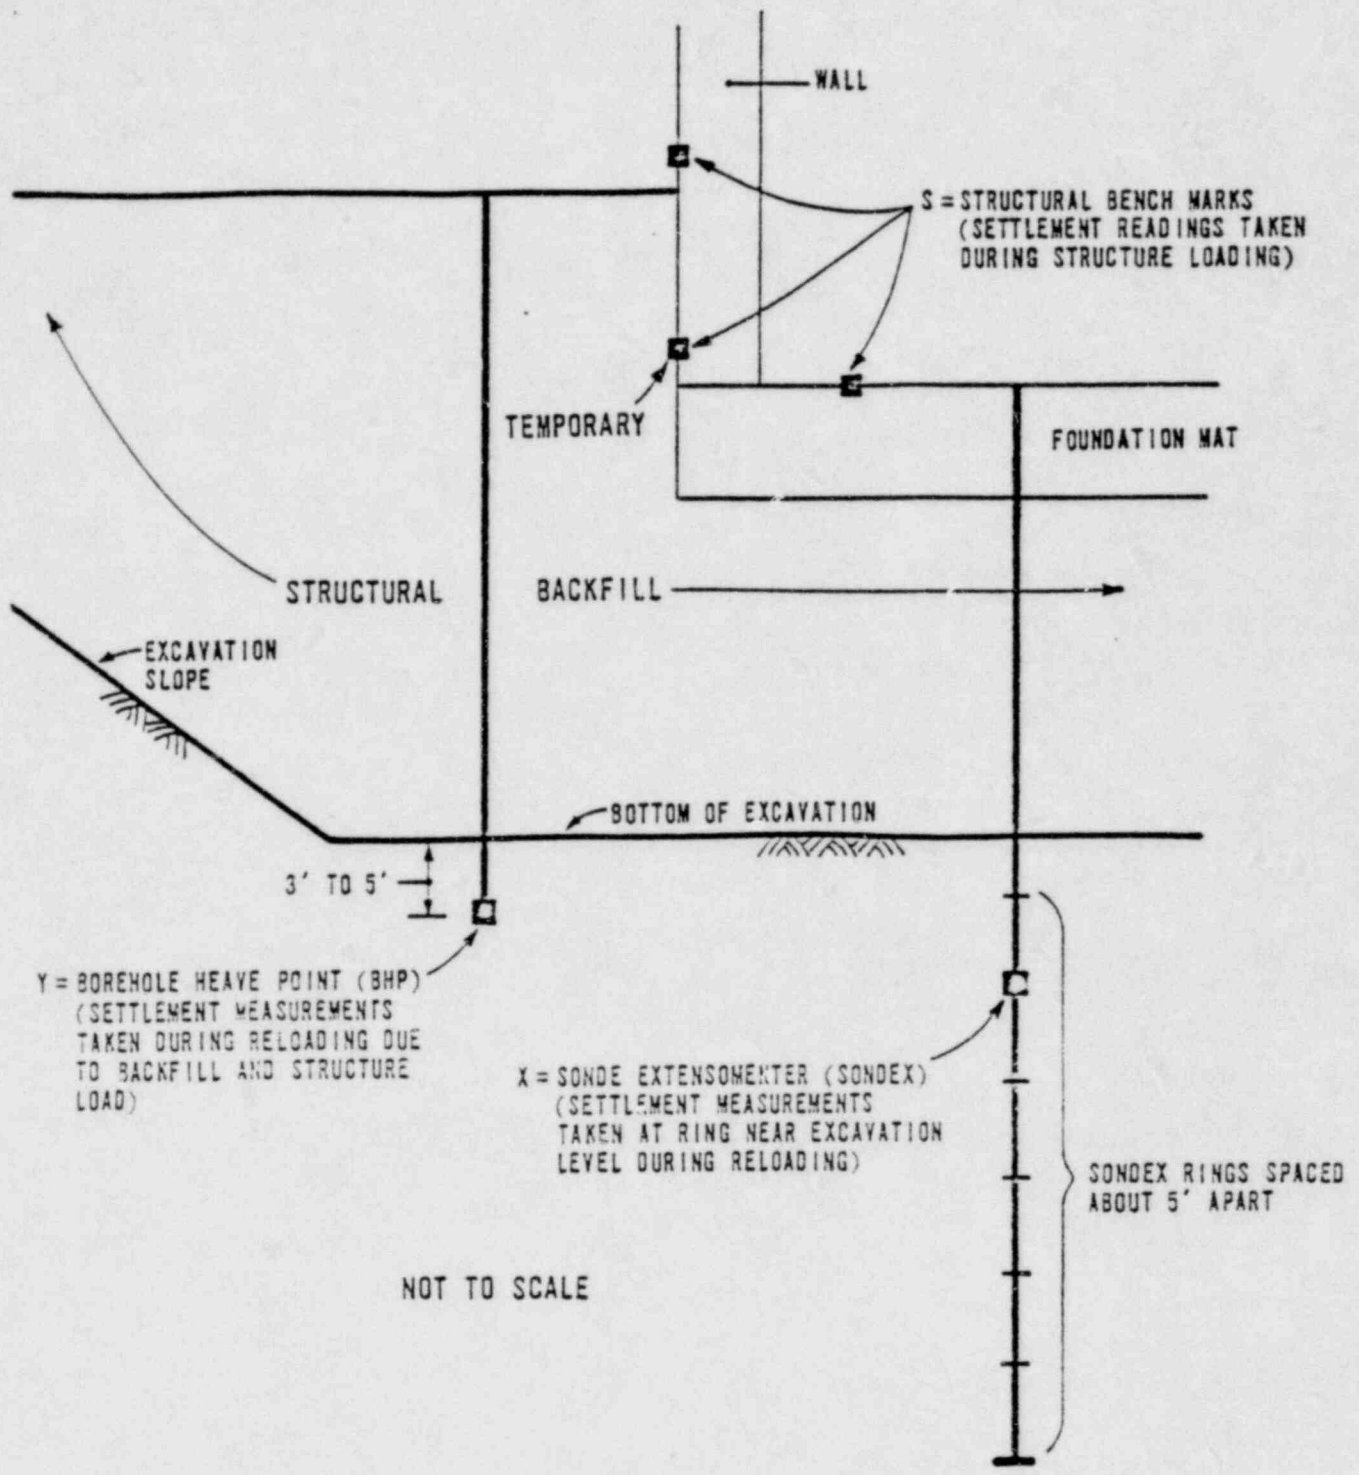 WALL
S = STRUCTURAL BENCH MARKS
(SETTLEMENT READINGS TAKEN
DURING STRUCTURE LOADING)
TEMPORARY
FOUNDATION MAT
STRUCTURAL
BACKFILL
EXCAVATION
SLOPE
BOTTOM OF EXCAVATION
3' TO 5'
Y = BOREHOLE HEAVE POINT (BHP)
(SETTLEMENT MEASUREMENTS
TAKEN DURING RELOADING DUE
TO BACKFILL AND STRUCTURE
LOAD)
X = SONDE EXTENSOMENTER (SONDEX)
(SETTLEMENT MEASUREMENTS
TAKEN AT RING NEAR EXCAVATION
LEVEL DURING RELOADING)
SONDEX RINGS SPACED
ABOUT 5' APART
NOT TO SCALE